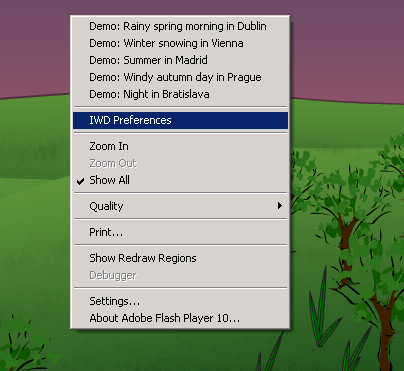 Demo: Rainy spring morning in Dublin
Demo: Winter snowing in Vienna
Demo: Summer in Madrid
Demo: Windy autumn day in Prague
Demo: Night in Bratislava
IWD Preferences
Zoom In
Zoom Out
Show All
Quality
Print...
Show Redraw Regions
Debugger
Settings...
About Adobe Flash Player 10...